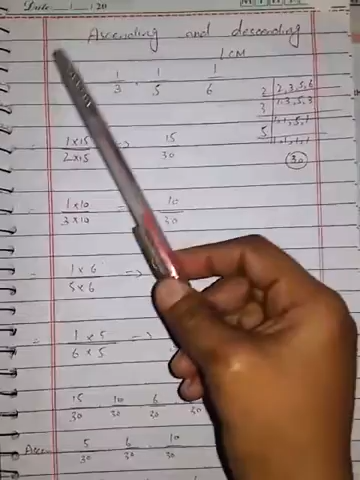 Date / /20
Ascending and descending
LCM
1/3 , 1/5 1/6
2 | 2, 3, 5, 6
3 | 1, 3, 5, 3
5 | 1, 1, 5, 1
1, 1, 1
30
= 1 × 15 / 2 × 15 => 15/30
1 × 10 / 3 × 10 = 10/30
= 1 × 6 / 5 × 6 =>
= 1 × 5 / 6 × 5 =>
15/30 10/30 6/30 30
Asce 5/30 6/30 , 10/30